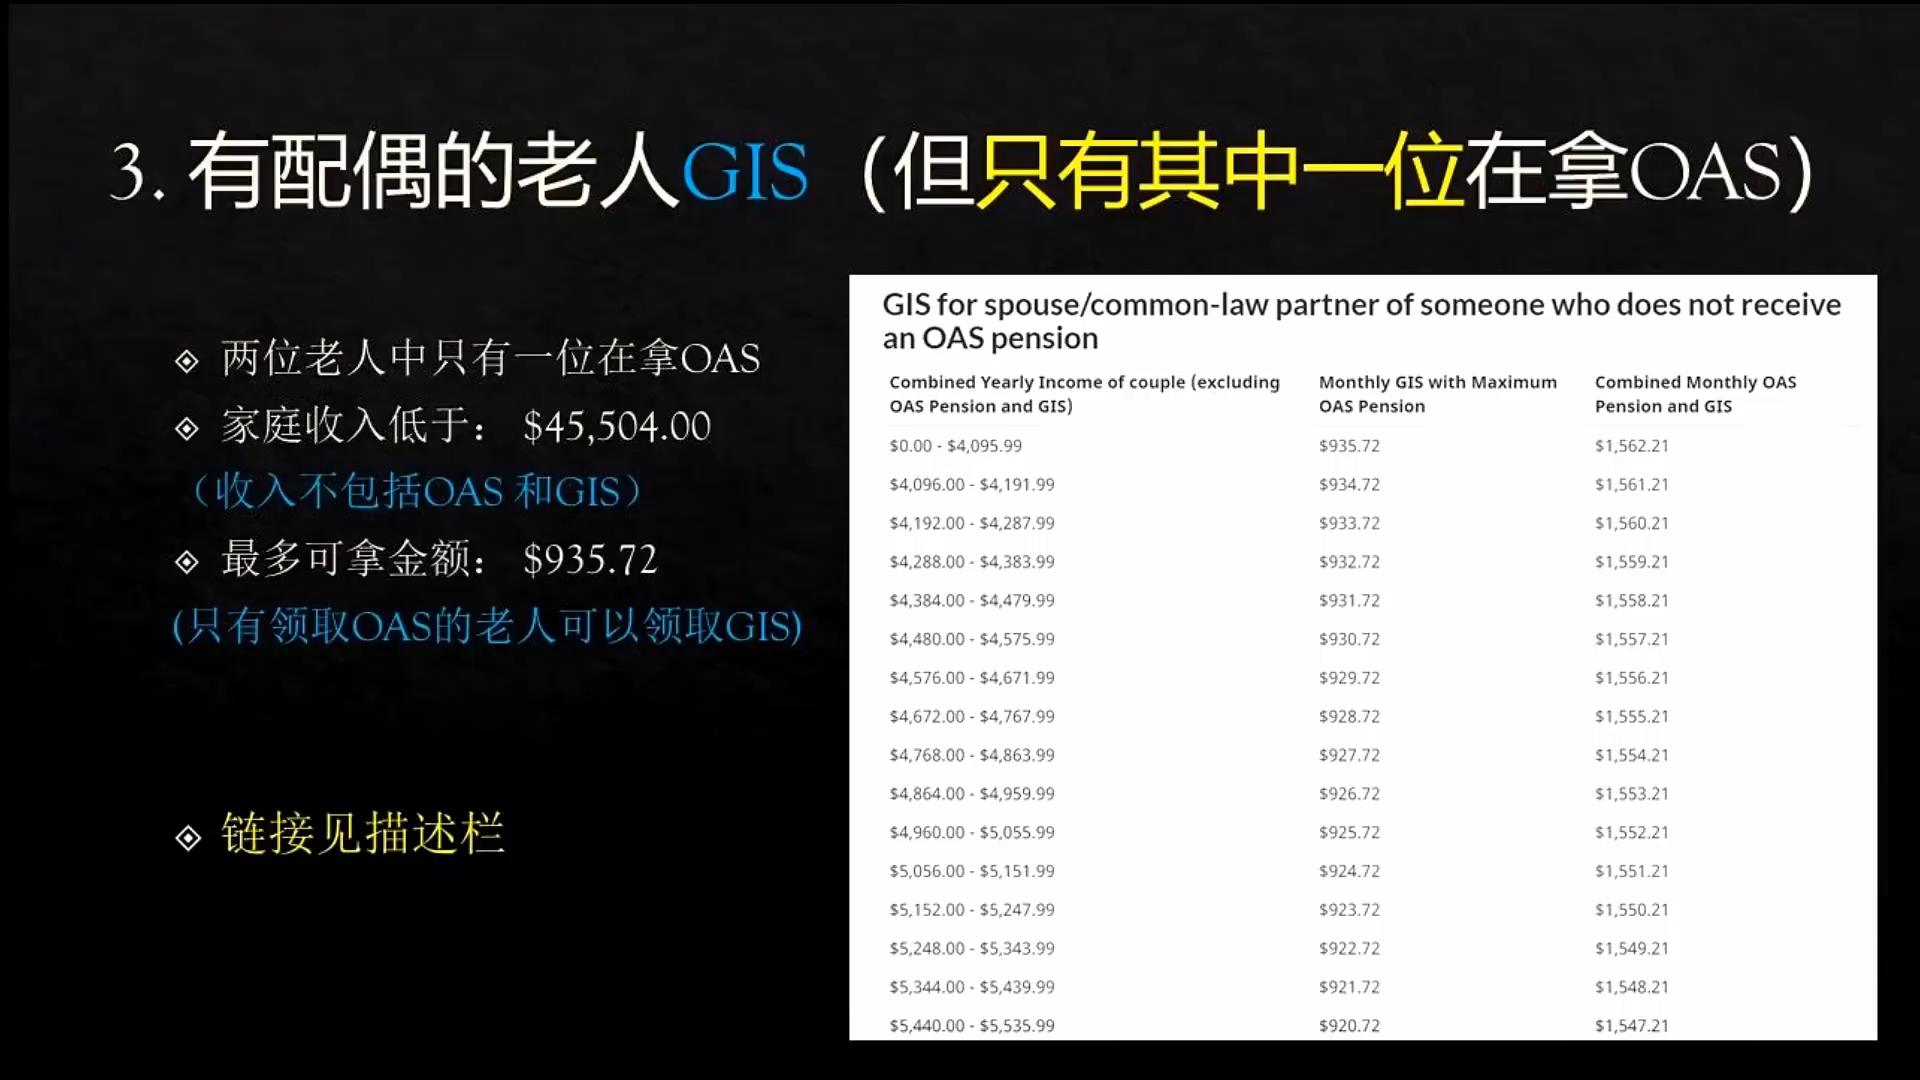 3. 有配偶的老人GIS（但只有其中一位在拿OAS）
两位老人中只有一位在拿OAS
家庭收入低于： $45,504.00
（收入不包括OAS 和GIS）
最多可拿金额： $935.72
(只有领取OAS的老人可以领取GIS)
链接见描述栏
GIS for spouse/common-law partner of someone who does not receive
an OAS pension
Combined Yearly Income of couple (excluding
OAS Pension and GIS)
Monthly GIS with Maximum
OAS Pension
Combined Monthly OAS
Pension and GIS
$0.00 - $4,095.99 $935.72 $1,562.21
$4,096.00 - $4,191.99 $934.72 $1,561.21
$4,192.00 - $4,287.99 $933.72 $1,560.21
$4,288.00 - $4,383.99 $932.72 $1,559.21
$4,384.00 - $4,479.99 $931.72 $1,558.21
$4,480.00 - $4,575.99 $930.72 $1,557.21
$4,576.00 - $4,671.99 $929.72 $1,556.21
$4,672.00 - $4,767.99 $928.72 $1,555.21
$4,768.00 - $4,863.99 $927.72 $1,554.21
$4,864.00 - $4,959.99 $926.72 $1,553.21
$4,960.00 - $5,055.99 $925.72 $1,552.21
$5,056.00 - $5,151.99 $924.72 $1,551.21
$5,152.00 - $5,247.99 $923.72 $1,550.21
$5,248.00 - $5,343.99 $922.72 $1,549.21
$5,344.00 - $5,439.99 $921.72 $1,548.21
$5,440.00 - $5,535.99 $920.72 $1,547.21